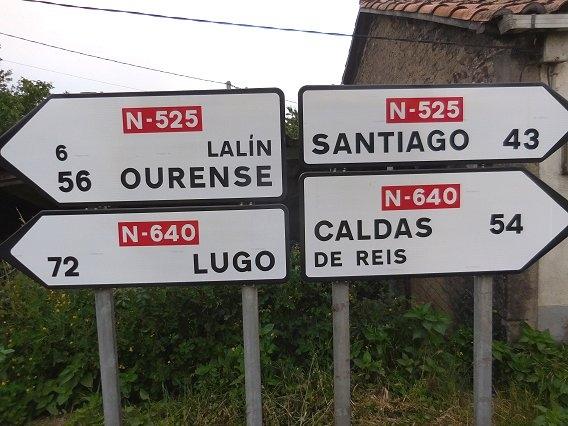 N-525
6 LALÍN
56 OURENSE
N-640
72 LUGO
N-525
SANTIAGO 43
N-640
CALDAS 54
DE REIS